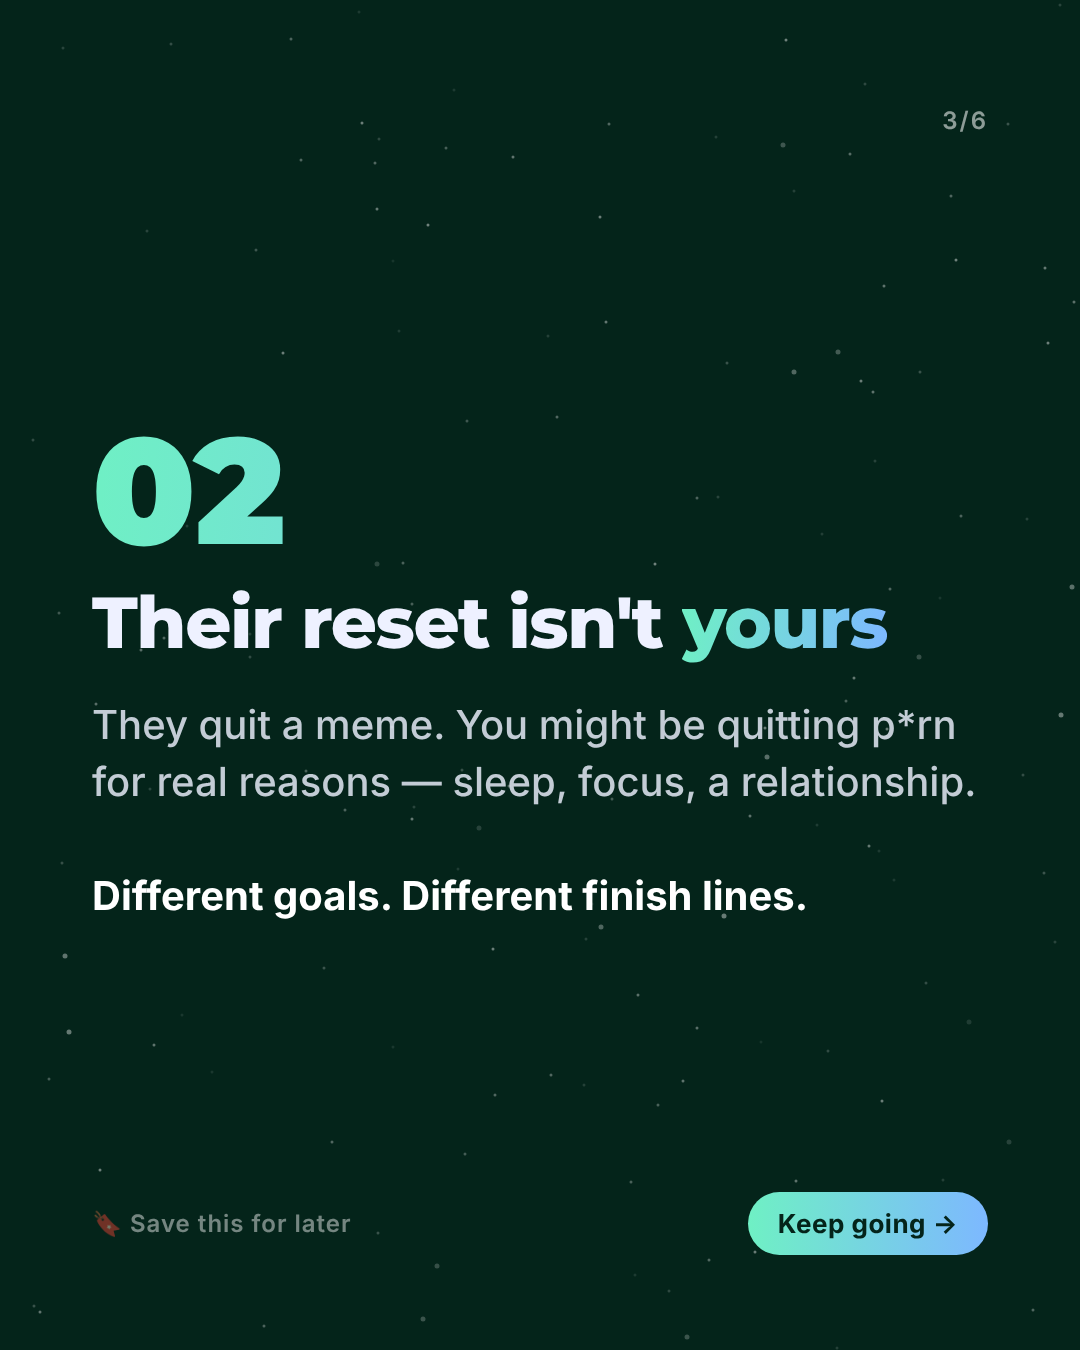 3/6
02
Their reset isn't yours
They quit a meme. You might be quitting p*rn
for real reasons — sleep, focus, a relationship.
Different goals. Different finish lines.
Save this for later
Keep going →